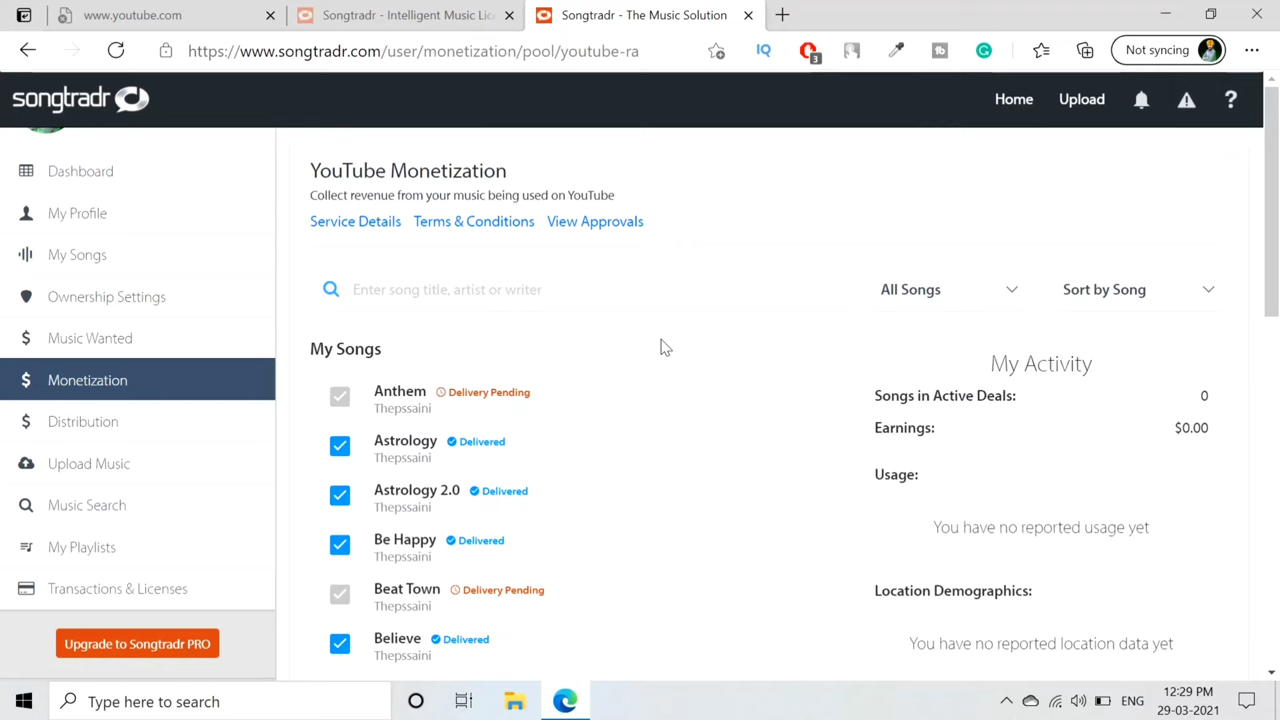 www.youtube.com
Songtradr - Intelligent Music Lice
Songtradr - The Music Solution
https://www.songtradr.com/user/monetization/pool/youtube-ra
IQ
3
Not syncing
songtradr
Home
Upload
?
Dashboard
My Profile
My Songs
Ownership Settings
Music Wanted
Monetization
Distribution
Upload Music
Music Search
My Playlists
Transactions & Licenses
Upgrade to Songtradr PRO
YouTube Monetization
Collect revenue from your music being used on YouTube
Service Details Terms & Conditions View Approvals
Enter song title, artist or writer
All Songs
Sort by Song
My Songs
Anthem Delivery Pending
Thepssaini
Astrology Delivered
Thepssaini
Astrology 2.0 Delivered
Thepssaini
Be Happy Delivered
Thepssaini
Beat Town Delivery Pending
Thepssaini
Believe Delivered
Thepssaini
My Activity
Songs in Active Deals: 0
Earnings: $0.00
Usage:
You have no reported usage yet
Location Demographics:
You have no reported location data yet
Type here to search
ENG
12:29 PM
29-03-2021